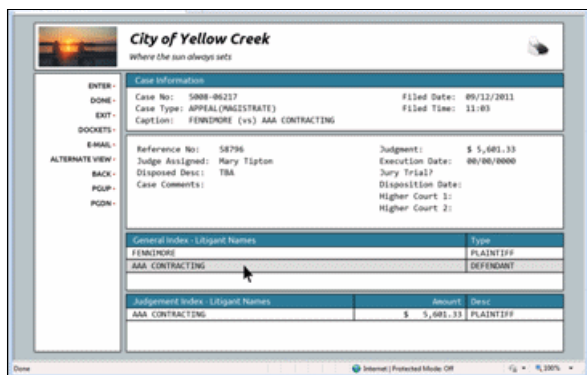 City of Yellow Creek
Where the sun always sets
ENTER
DONE
EXIT
DOCKETS
E-MAIL
ALTERNATE VIEW
BACK
PGUP
PGDN
Case Information
Case No: 5008-06217 Filed Date: 09/12/2011
Case Type: APPEAL(MAGISTRATE) Filed Time: 11:03
Caption: FENNIMORE (vs) AAA CONTRACTING
Reference No: 58796 Judgment: $ 5,601.33
Judge Assigned: Mary Tipton Execution Date: 00/00/0000
Disposed Desc: TBA Jury Trial?
Case Comments: Disposition Date:
Higher Court 1:
Higher Court 2:
General Index - Litigant Names Type
FENNIMORE PLAINTIFF
AAA CONTRACTING DEFENDANT
Judgement Index - Litigant Names Amount Desc
AAA CONTRACTING $ 5,601.33 PLAINTIFF
Done Internet | Protected Mode: Off 100%